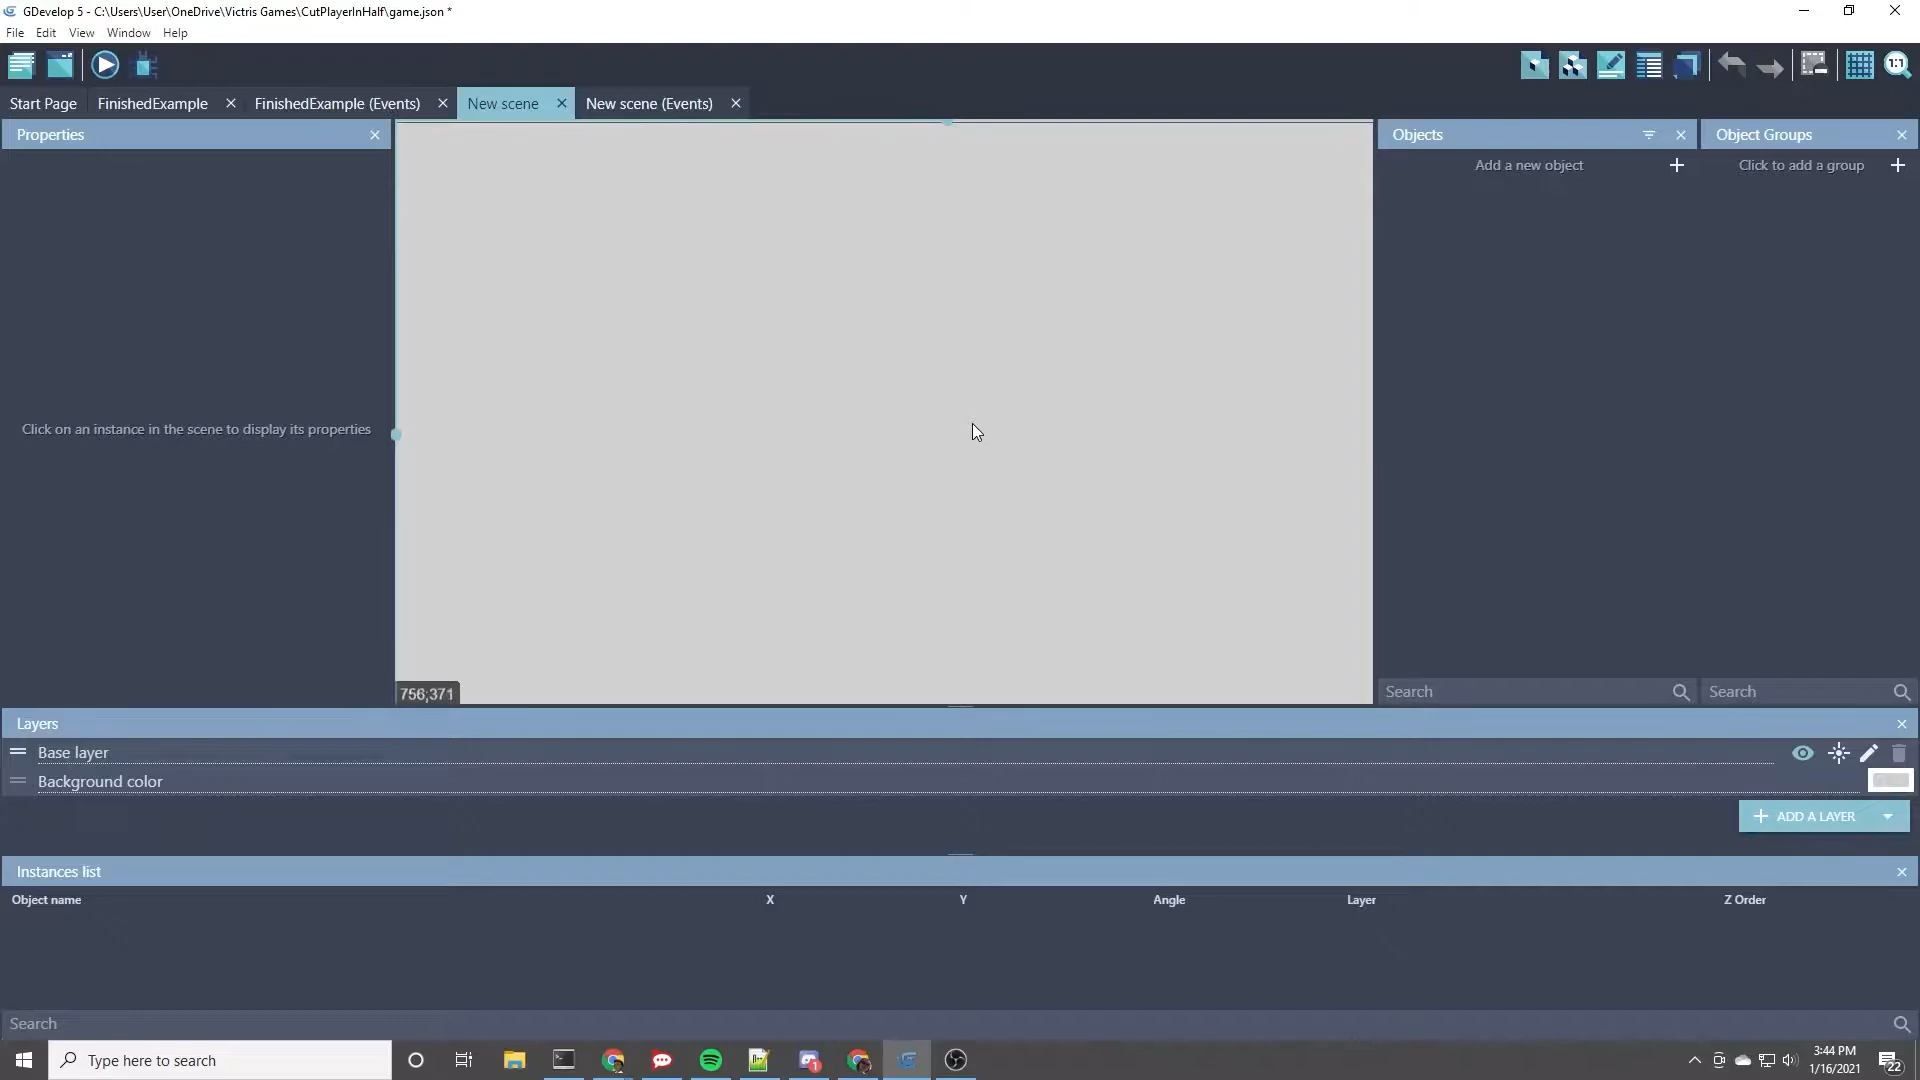 GDevelop 5 - C:\Users\User\OneDrive\Victris Games\CutPlayerInHalf\game.json *
File Edit View Window Help
1:1
Start Page FinishedExample FinishedExample (Events) New scene New scene (Events)
Properties
Objects
Object Groups
Add a new object
Click to add a group
Click on an instance in the scene to display its properties
756;371
Search
Search
Layers
Base layer
Background color
ADD A LAYER
Instances list
Object name X Y Angle Layer Z Order
Search
Type here to search
1
3:44 PM
1/16/2021
22